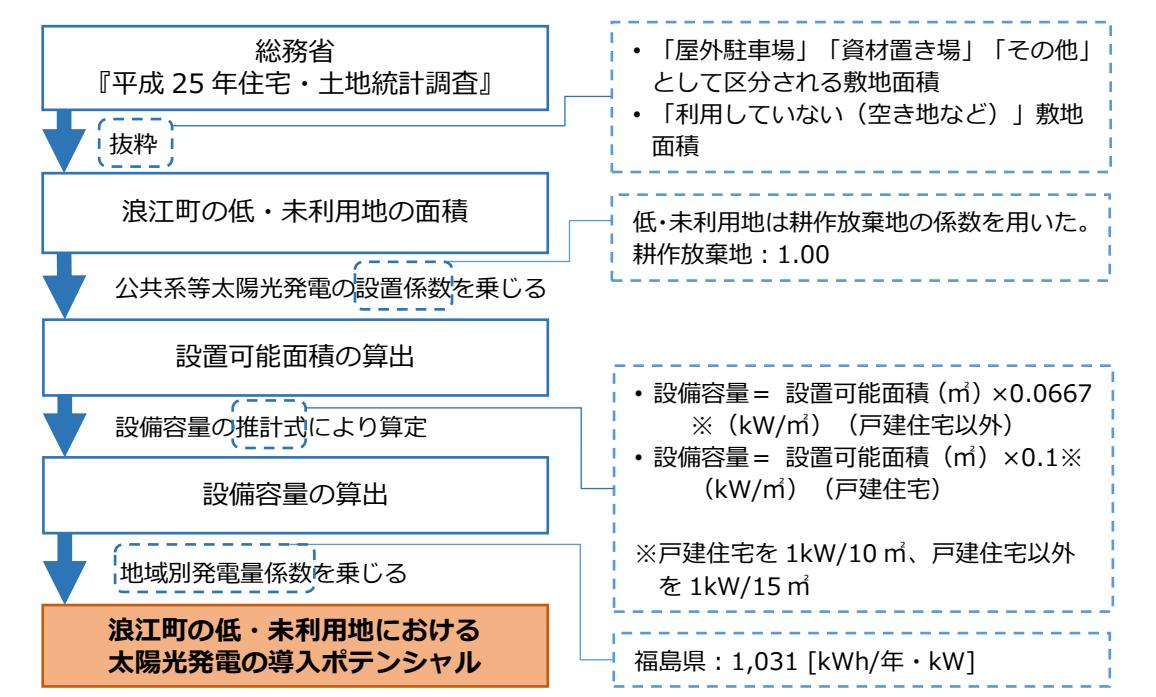 総務省
『平成 25 年住宅・土地統計調査』
抜粋
• 「屋外駐車場」「資材置き場」「その他」
として区分される敷地面積
• 「利用していない（空き地など）」敷地
面積
浪江町の低・未利用地の面積
公共系等太陽光発電の設置係数を乗じる
低・未利用地は耕作放棄地の係数を用いた。
耕作放棄地：1.00
設置可能面積の算出
設備容量の推計式により算定
• 設備容量＝ 設置可能面積（㎡）×0.0667
※（kW/㎡）（戸建住宅以外）
• 設備容量＝ 設置可能面積（㎡）×0.1※
（kW/㎡）（戸建住宅）
※戸建住宅を 1kW/10 ㎡、戸建住宅以外
を 1kW/15 ㎡
設備容量の算出
地域別発電量係数を乗じる
福島県：1,031 [kWh/年・kW]
浪江町の低・未利用地における
太陽光発電の導入ポテンシャル